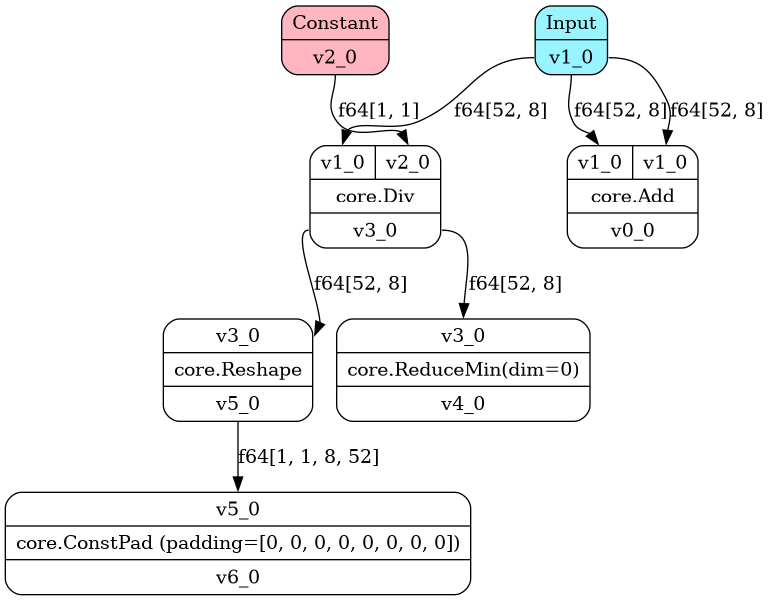 Constant
v2_0
Input
v1_0
f64[1, 1]
f64[52, 8]
f64[52, 8]
f64[52, 8]
v1_0
v2_0
core.Div
v3_0
v1_0
v1_0
core.Add
v0_0
f64[52, 8]
f64[52, 8]
v3_0
core.Reshape
v5_0
v3_0
core.ReduceMin(dim=0)
v4_0
f64[1, 1, 8, 52]
v5_0
core.ConstPad (padding=[0, 0, 0, 0, 0, 0, 0, 0])
v6_0